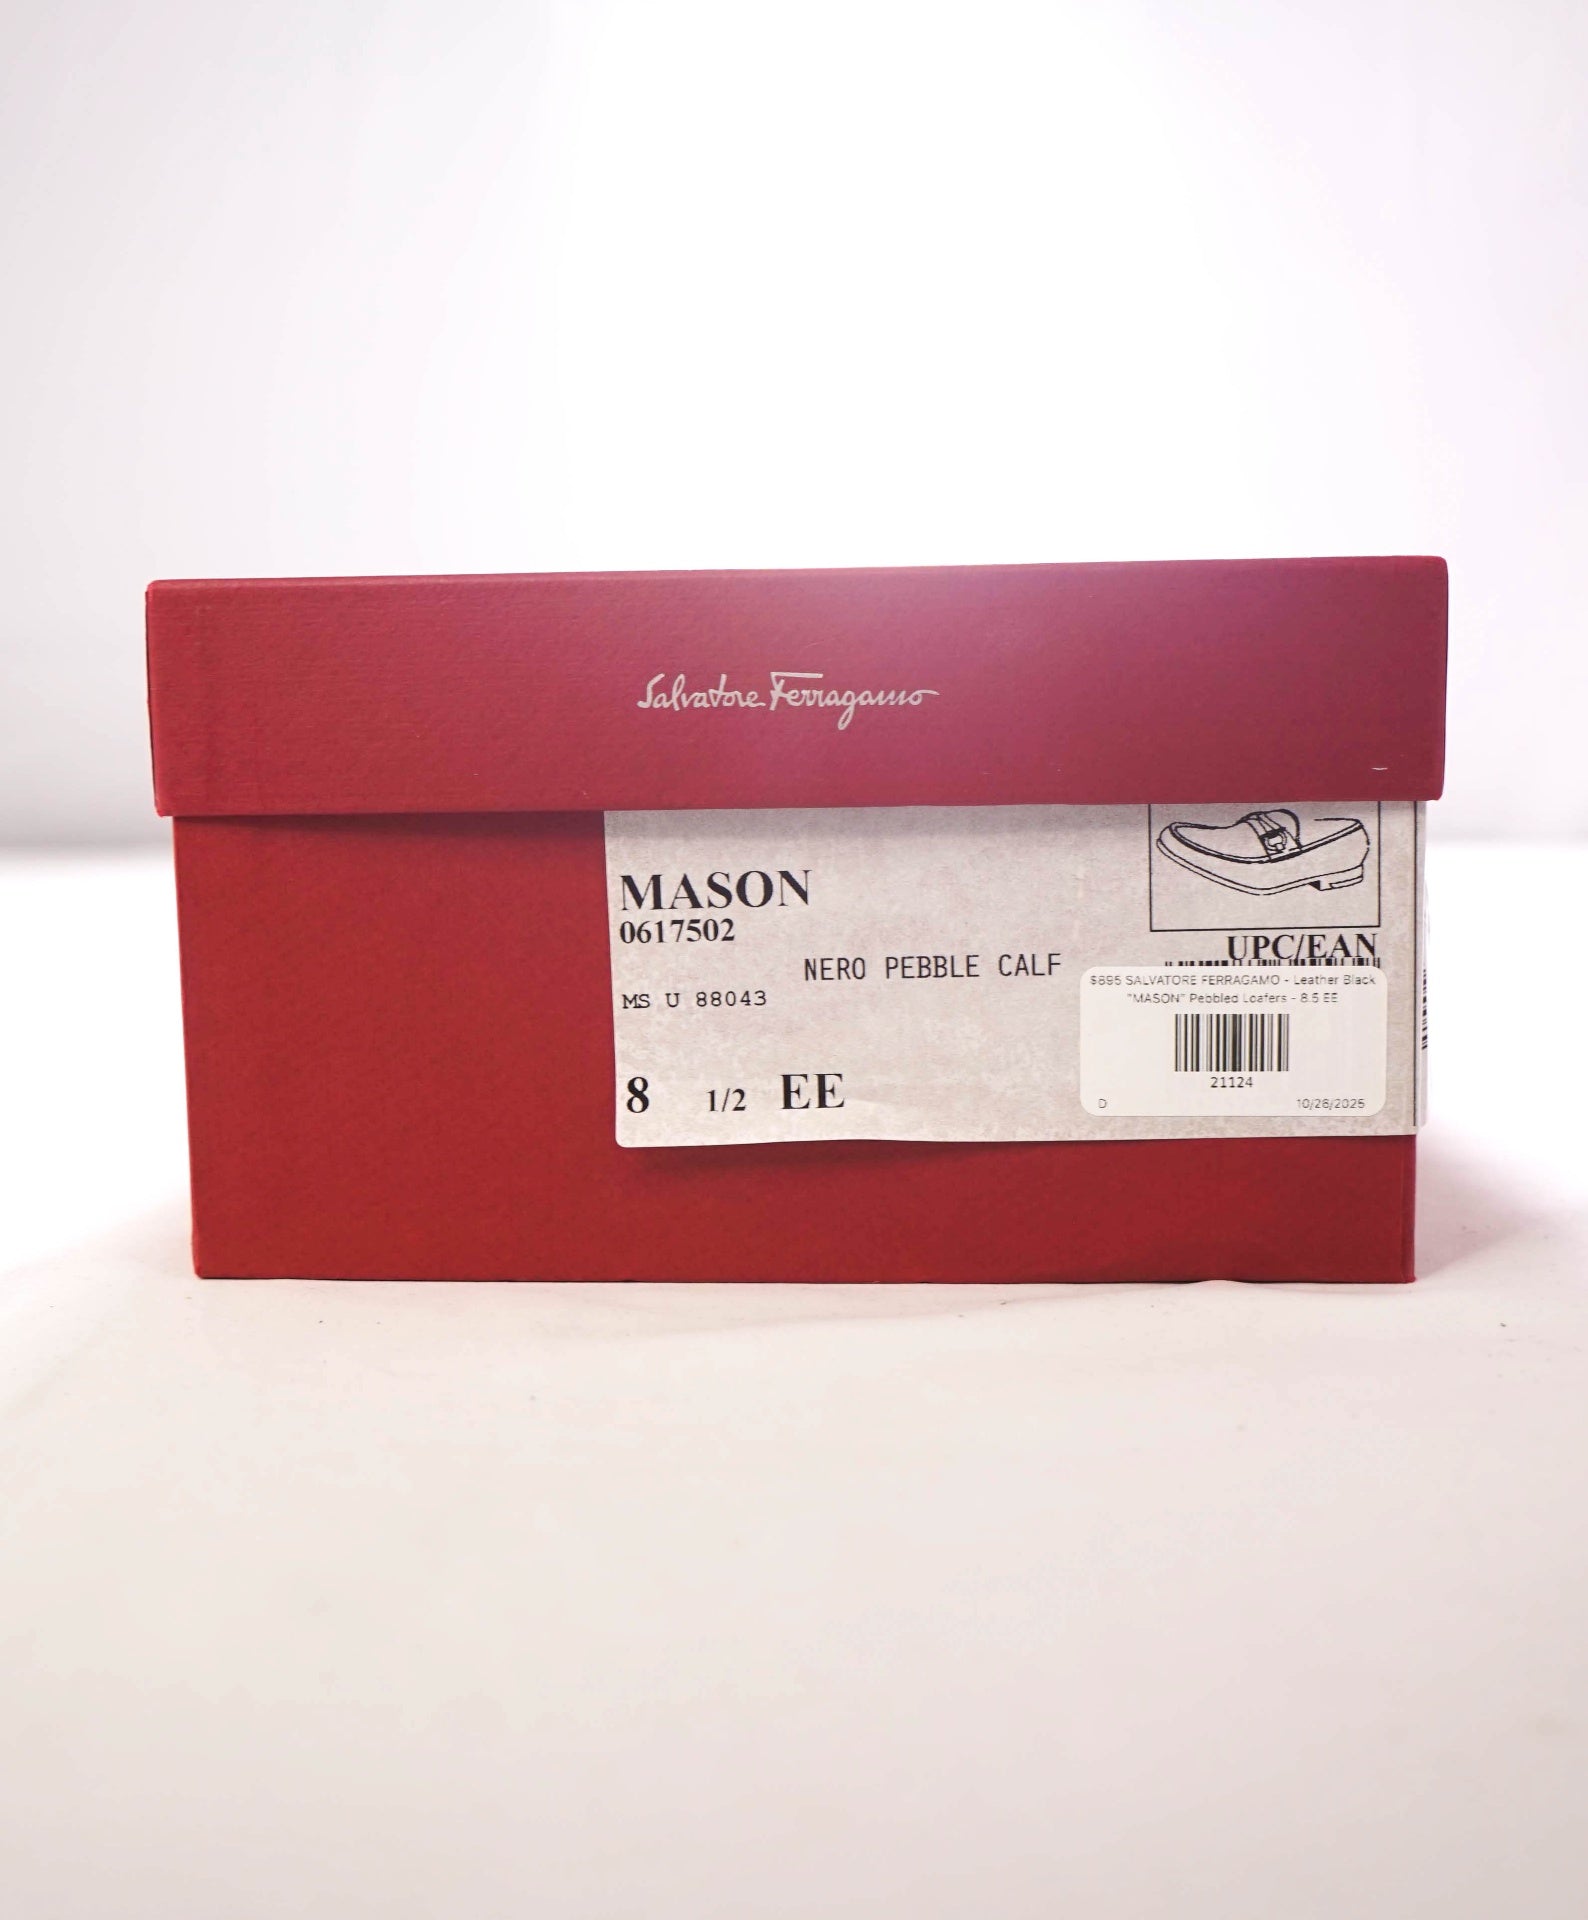 Salvatore Ferragamo
MASON
0617502
NERO PEBBLE CALF
MS U 88043
8 1/2 EE
UPC/EAN
$695 SALVATORE FERRAGAMO - Leather Black
"MASON" Pebbled Loafers - 8.5 EE
21124
D 10/26/2025